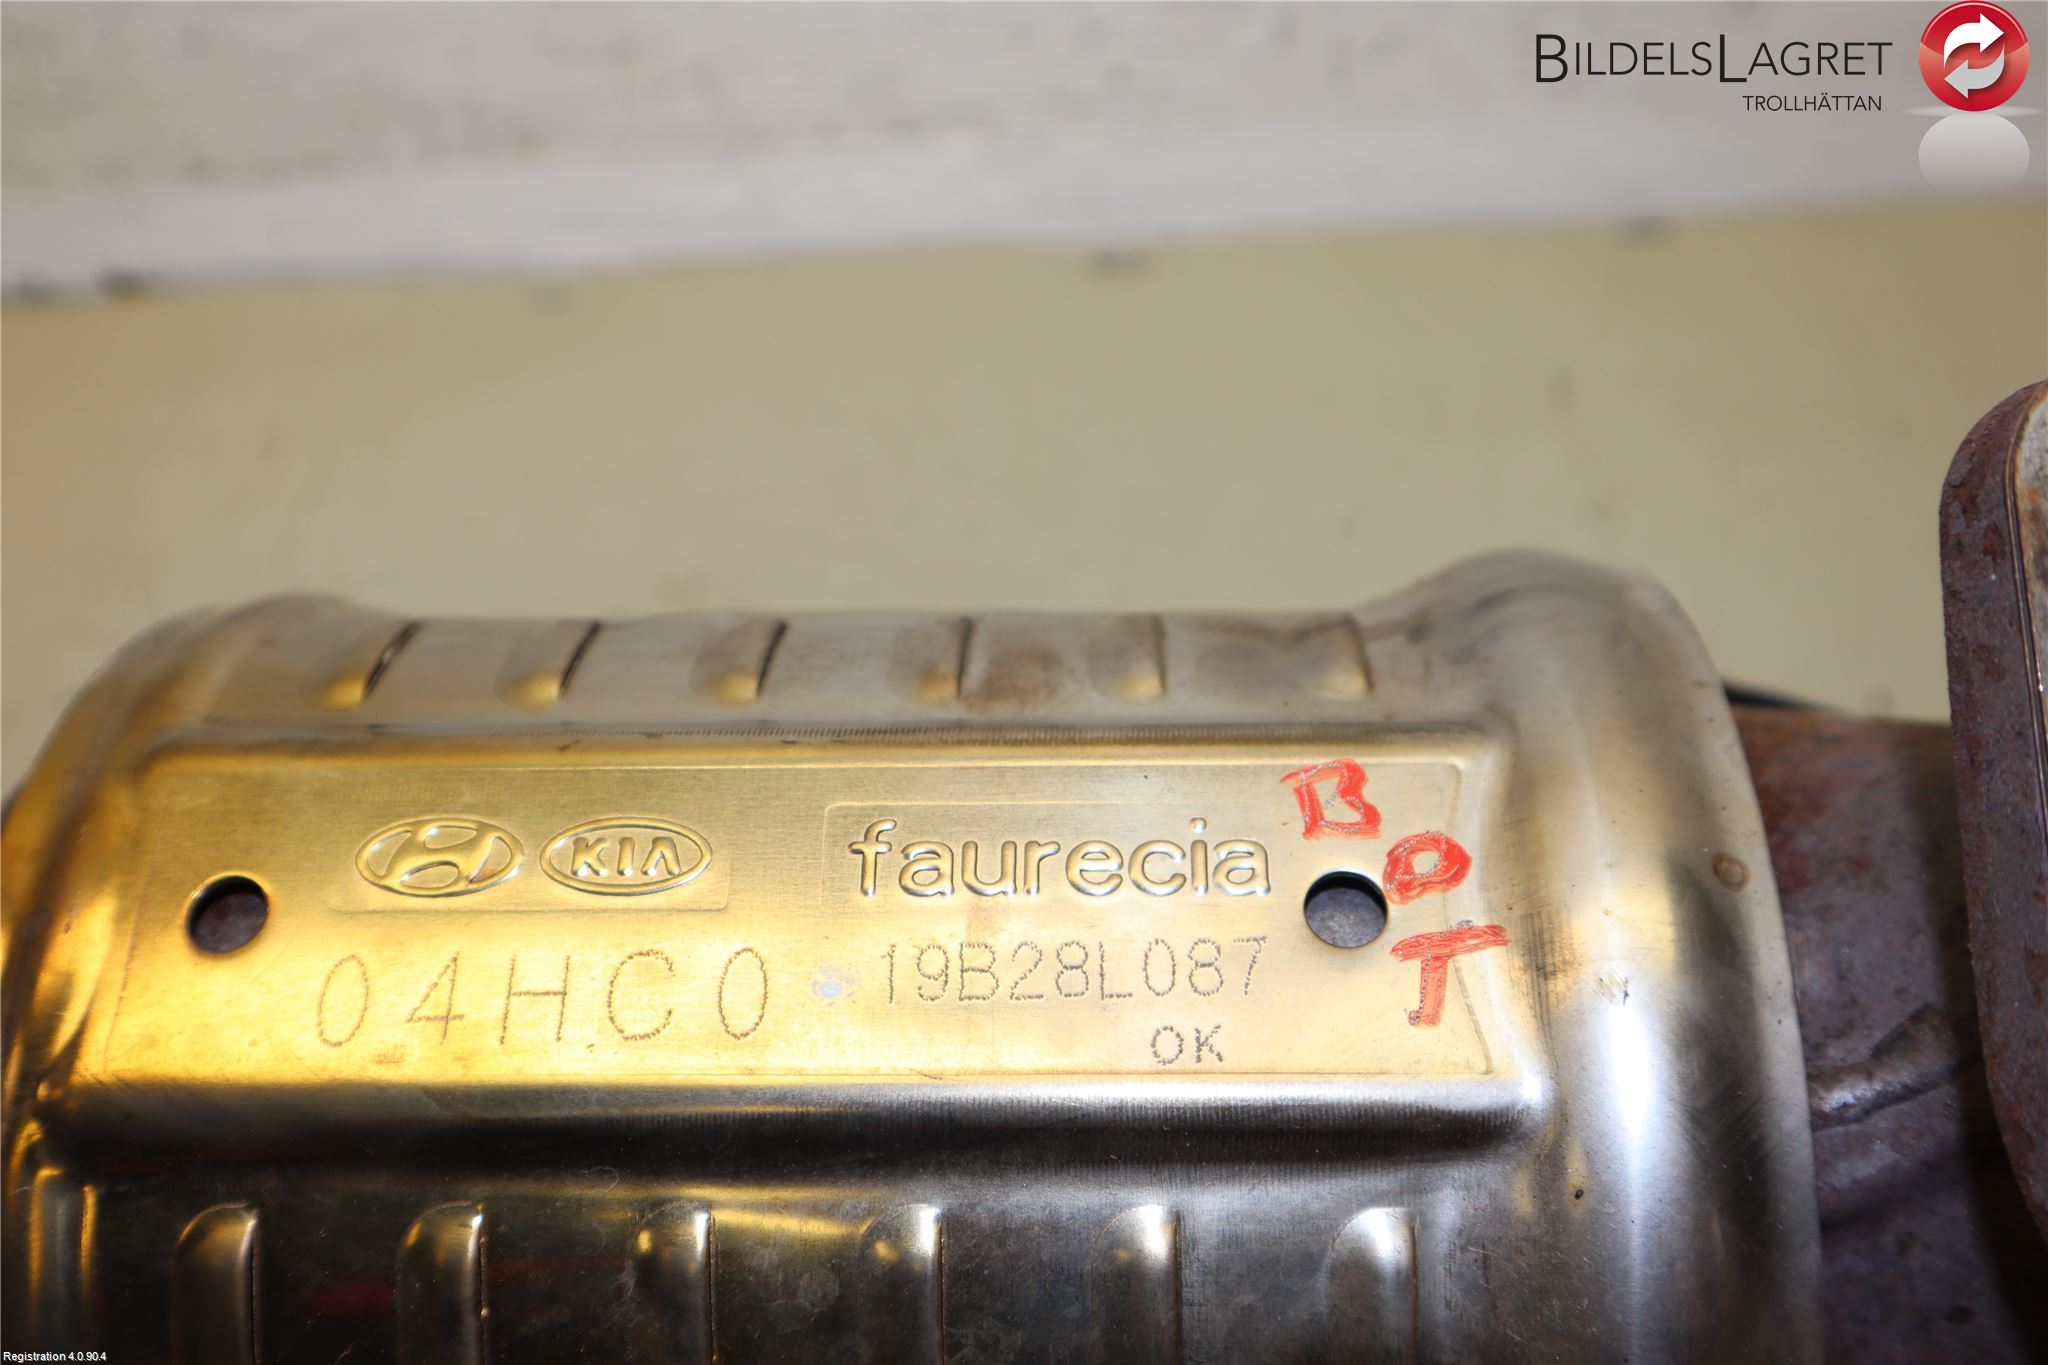 BILDELSLAGRET
TROLLHÄTTAN
KIA faurecia
BOT
04HC0 19B28L087
OK
Registration 4.0.90.4